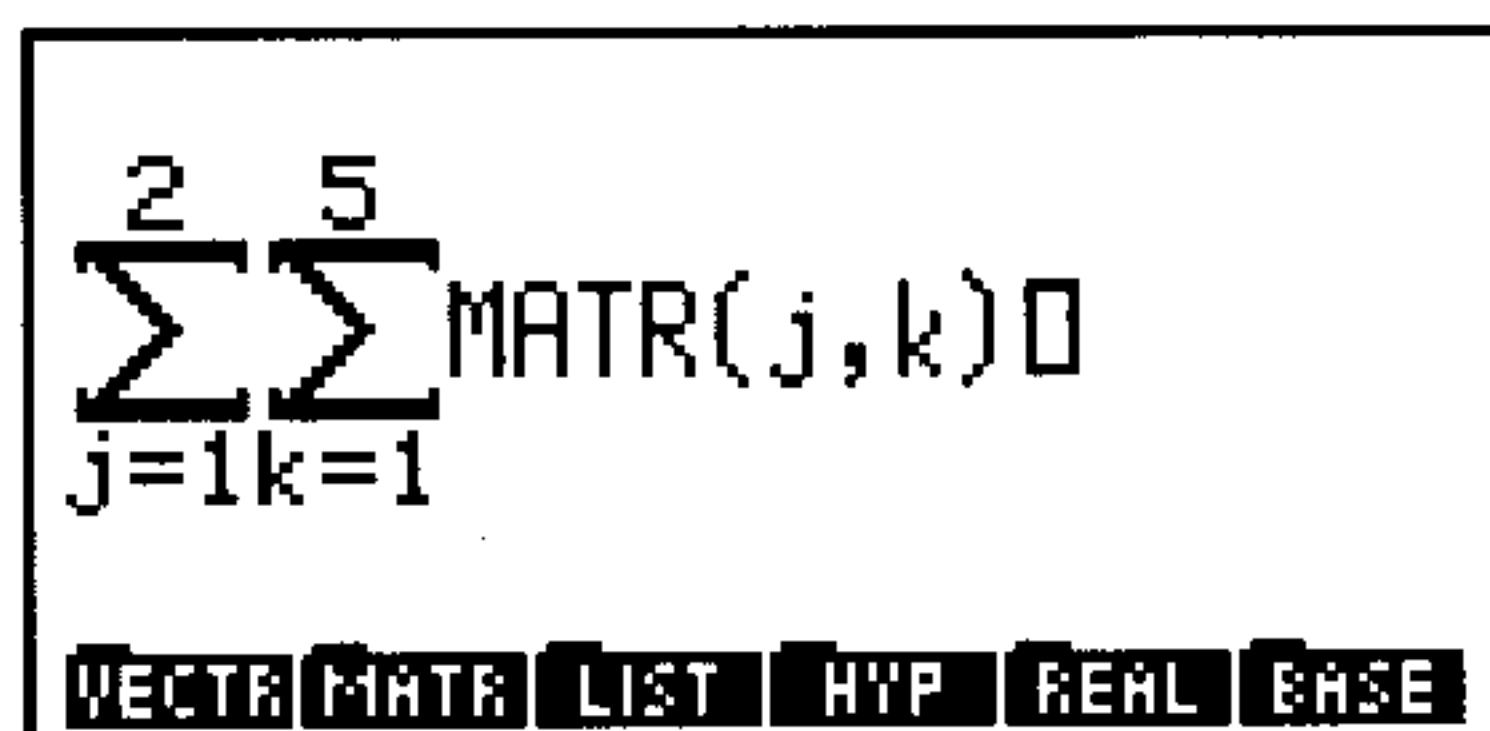 2 5
∑∑MATR(j,k)▯
j=1k=1
VECTR MATR LIST HYP REAL BASE